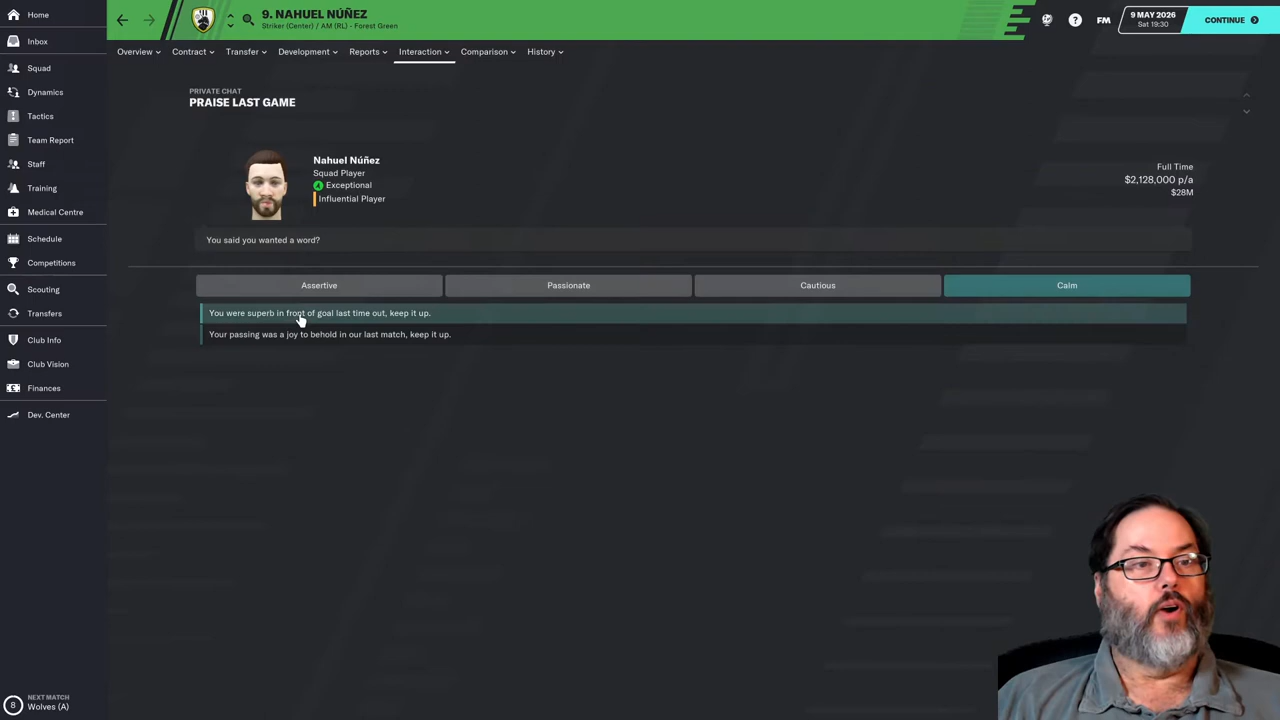 Home
Inbox
Squad
Dynamics
Tactics
Team Report
Staff
Training
Medical Centre
Schedule
Competitions
Scouting
Transfers
Club Info
Club Vision
Finances
Dev. Center
8
NEXT MATCH
Wolves (A)
9. NAHUEL NÚÑEZ
Striker (Center) / AM (RL) - Forest Green
FM
9 MAY 2026
Sat 19:30
CONTINUE
Overview
Contract
Transfer
Development
Reports
Interaction
Comparison
History
PRIVATE CHAT
PRAISE LAST GAME
Nahuel Núñez
Squad Player
4 Exceptional
Influential Player
Full Time
$2,128,000 p/a
$28M
You said you wanted a word?
Assertive
Passionate
Cautious
Calm
You were superb in front of goal last time out, keep it up.
Your passing was a joy to behold in our last match, keep it up.